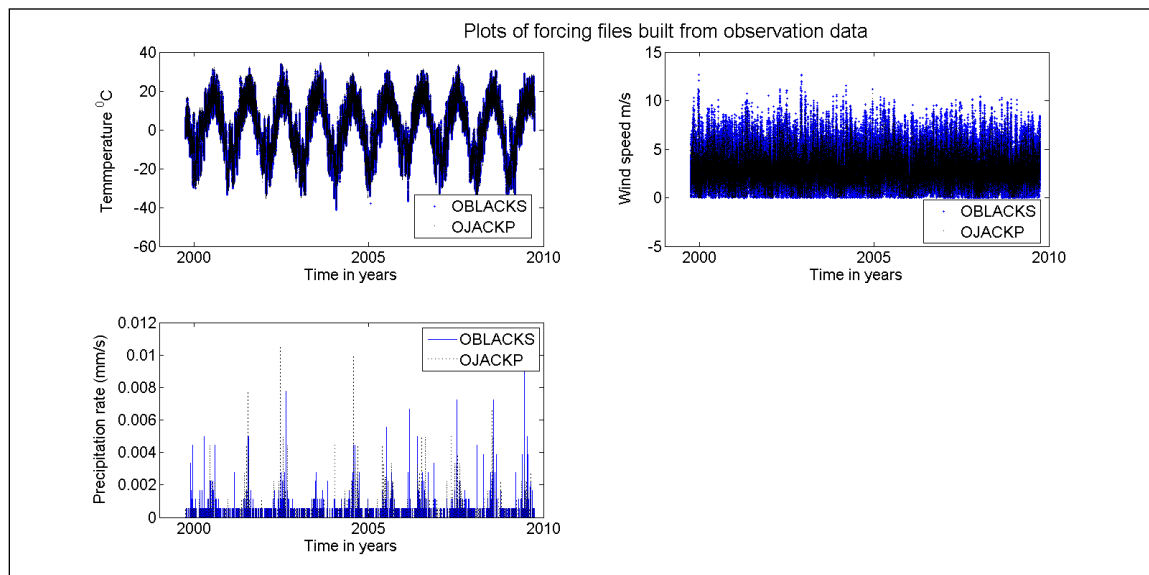 Plots of forcing files built from observation data
40
20
0
-20
-40
-60
Temmperature ⁰C
2000
2005
2010
Time in years
OBLACKS
OJACKP
15
10
5
0
-5
Wind speed m/s
2000
2005
2010
Time in years
OBLACKS
OJACKP
0.012
0.01
0.008
0.006
0.004
0.002
0
Precipitation rate (mm/s)
2000
2005
2010
Time in years
OBLACKS
OJACKP